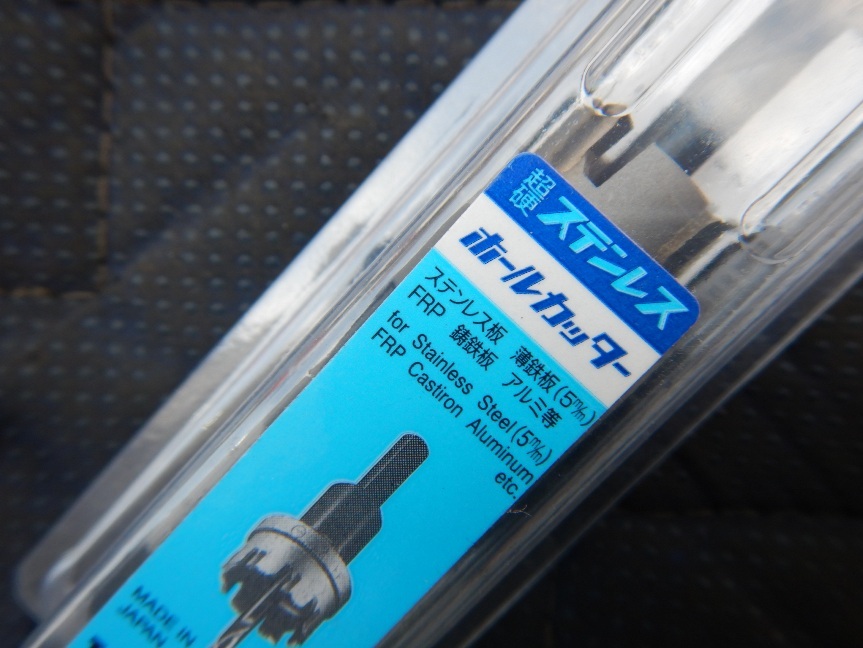 超硬
ステンレス
ホールカッター
ステンレス板 薄鉄板(5m/m)
FRP 鋳鉄板 アルミ等
for Stainless Steel(5m/m)
FRP Castiron Aluminum
etc.
MADE IN
JAPAN